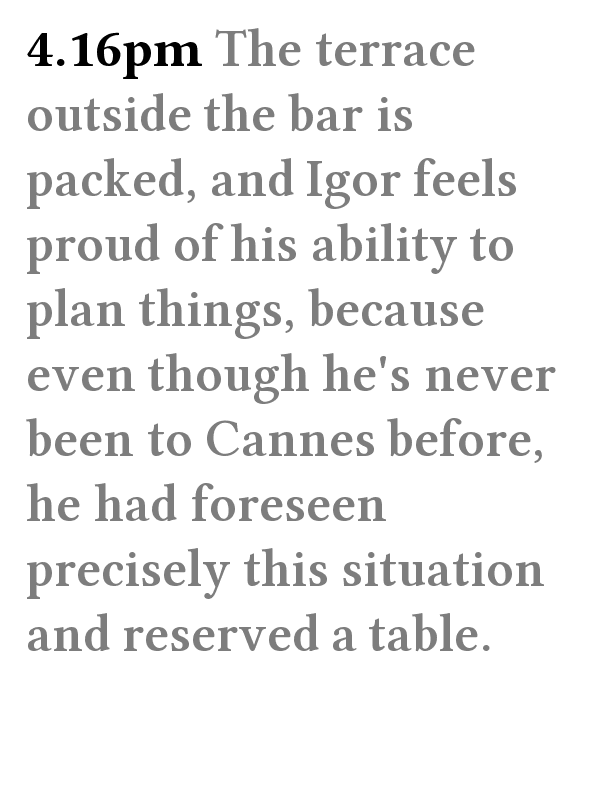 4.16pm The terrace
outside the bar is
packed, and Igor feels
proud of his ability to
plan things, because
even though he's never
been to Cannes before,
he had foreseen
precisely this situation
and reserved a table.